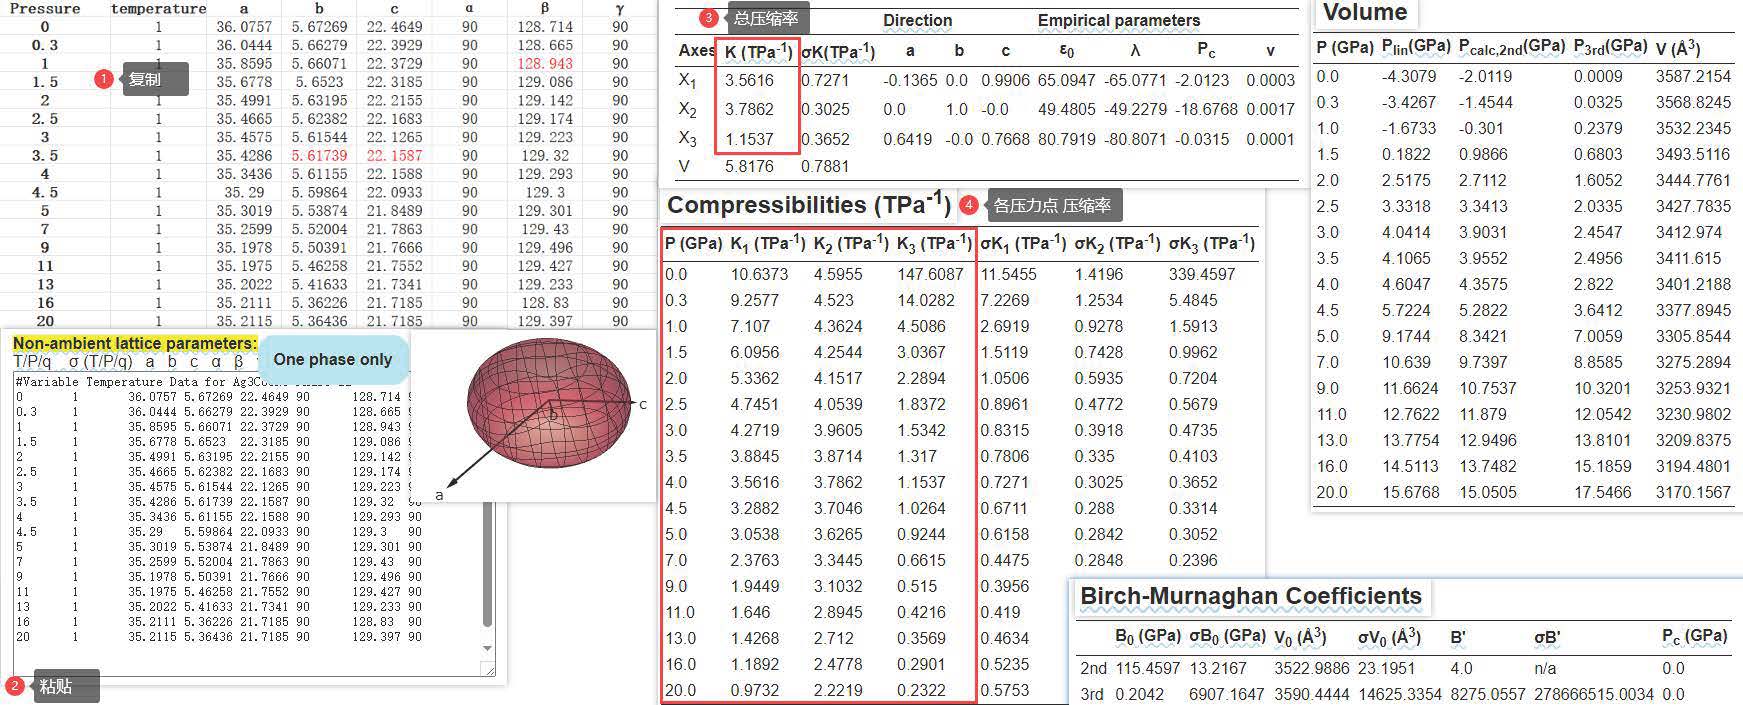 Pressure temperature a b c α β γ
0 1 36.0757 5.67269 22.4649 90 128.714 90
0.3 1 36.0444 5.66279 22.3929 90 128.665 90
1 1 35.8595 5.66071 22.3729 90 128.943 90
1.5 1 35.6778 5.6523 22.3185 90 129.086 90
2 1 35.4991 5.63195 22.2155 90 129.142 90
2.5 1 35.4665 5.62382 22.1683 90 129.174 90
3 1 35.4575 5.61544 22.1265 90 129.223 90
3.5 1 35.4286 5.61739 22.1587 90 129.32 90
4 1 35.3436 5.61155 22.1588 90 129.293 90
4.5 1 35.29 5.59864 22.0933 90 129.3 90
5 1 35.3019 5.53874 21.8489 90 129.301 90
7 1 35.2599 5.52004 21.7863 90 129.43 90
9 1 35.1978 5.50391 21.7666 90 129.496 90
11 1 35.1975 5.46258 21.7552 90 129.427 90
13 1 35.2022 5.41633 21.7341 90 129.233 90
16 1 35.2111 5.36226 21.7185 90 128.83 90
20 1 35.2115 5.36436 21.7185 90 129.397 90
1 复制
Non-ambient lattice parameters:
T/P/q σ (T/P/q) a b c α β
One phase only
#Variable Temperature Data for
0 1 36.0757 5.67269 22.4649 90 128.714
0.3 1 36.0444 5.66279 22.3929 90 128.665
1 1 35.8595 5.66071 22.3729 90 128.943
1.5 1 35.6778 5.6523 22.3185 90 129.086
2 1 35.4991 5.63195 22.2155 90 129.142
2.5 1 35.4665 5.62382 22.1683 90 129.174
3 1 35.4575 5.61544 22.1265 90 129.223
3.5 1 35.4286 5.61739 22.1587 90 129.32
4 1 35.3436 5.61155 22.1588 90 129.293 90
4.5 1 35.29 5.59864 22.0933 90 129.3 90
5 1 35.3019 5.53874 21.8489 90 129.301 90
7 1 35.2599 5.52004 21.7863 90 129.43 90
9 1 35.1978 5.50391 21.7666 90 129.496 90
11 1 35.1975 5.46258 21.7552 90 129.427 90
13 1 35.2022 5.41633 21.7341 90 129.233 90
16 1 35.2111 5.36226 21.7185 90 128.83 90
20 1 35.2115 5.36436 21.7185 90 129.397 90
2 粘贴
a b c
3 总压缩率
Direction Empirical parameters
Axes K (TPa⁻¹) σK(TPa⁻¹) a b c ε₀ λ P꜀ ν
X₁ 3.5616 0.7271 -0.1365 0.0 0.9906 65.0947 -65.0771 -2.0123 0.0003
X₂ 3.7862 0.3025 0.0 1.0 -0.0 49.4805 -49.2279 -18.6768 0.0017
X₃ 1.1537 0.3652 0.6419 -0.0 0.7668 80.7919 -80.8071 -0.0315 0.0001
V 5.8176 0.7881
Compressibilities (TPa⁻¹)
4 各压力点 压缩率
P (GPa) K₁ (TPa⁻¹) K₂ (TPa⁻¹) K₃ (TPa⁻¹) σK₁ (TPa⁻¹) σK₂ (TPa⁻¹) σK₃ (TPa⁻¹)
0.0 10.6373 4.5955 147.6087 11.5455 1.4196 339.4597
0.3 9.2577 4.523 14.0282 7.2269 1.2534 5.4845
1.0 7.107 4.3624 4.5086 2.6919 0.9278 1.5913
1.5 6.0956 4.2544 3.0367 1.5119 0.7428 0.9962
2.0 5.3362 4.1517 2.2894 1.0506 0.5935 0.7204
2.5 4.7451 4.0539 1.8372 0.8961 0.4772 0.5679
3.0 4.2719 3.9605 1.5342 0.8315 0.3918 0.4735
3.5 3.8845 3.8714 1.317 0.7806 0.335 0.4103
4.0 3.5616 3.7862 1.1537 0.7271 0.3025 0.3652
4.5 3.2882 3.7046 1.0264 0.6711 0.288 0.3314
5.0 3.0538 3.6265 0.9244 0.6158 0.2842 0.3052
7.0 2.3763 3.3445 0.6615 0.4475 0.2848 0.2396
9.0 1.9449 3.1032 0.515 0.3956
11.0 1.646 2.8945 0.4216 0.419
13.0 1.4268 2.712 0.3569 0.4634
16.0 1.1892 2.4778 0.2901 0.5235
20.0 0.9732 2.2219 0.2322 0.5753
Volume
P (GPa) Pₗᵢₙ(GPa) Pcalc,2nd(GPa) P₃rd(GPa) V (Å³)
0.0 -4.3079 -2.0119 0.0009 3587.2154
0.3 -3.4267 -1.4544 0.0325 3568.8245
1.0 -1.6733 -0.301 0.2379 3532.2345
1.5 0.1822 0.9866 0.6803 3493.5116
2.0 2.5175 2.7112 1.6052 3444.7761
2.5 3.3318 3.3413 2.0335 3427.7835
3.0 4.0414 3.9031 2.4547 3412.974
3.5 4.1065 3.9552 2.4956 3411.615
4.0 4.6047 4.3575 2.822 3401.2188
4.5 5.7224 5.2822 3.6412 3377.8945
5.0 9.1744 8.3421 7.0059 3305.8544
7.0 10.639 9.7397 8.8585 3275.2894
9.0 11.6624 10.7537 10.3201 3253.9321
11.0 12.7622 11.879 12.0542 3230.9802
13.0 13.7754 12.9496 13.8101 3209.8375
16.0 14.5113 13.7482 15.1859 3194.4801
20.0 15.6768 15.0505 17.5466 3170.1567
Birch-Murnaghan Coefficients
B₀ (GPa) σB₀ (GPa) V₀ (Å³) σV₀ (Å³) B' σB' P꜀ (GPa)
2nd 115.4597 13.2167 3522.9886 23.1951 4.0 n/a 0.0
3rd 0.2042 6907.1647 3590.4444 14625.3354 8275.0557 278666515.0034 0.0